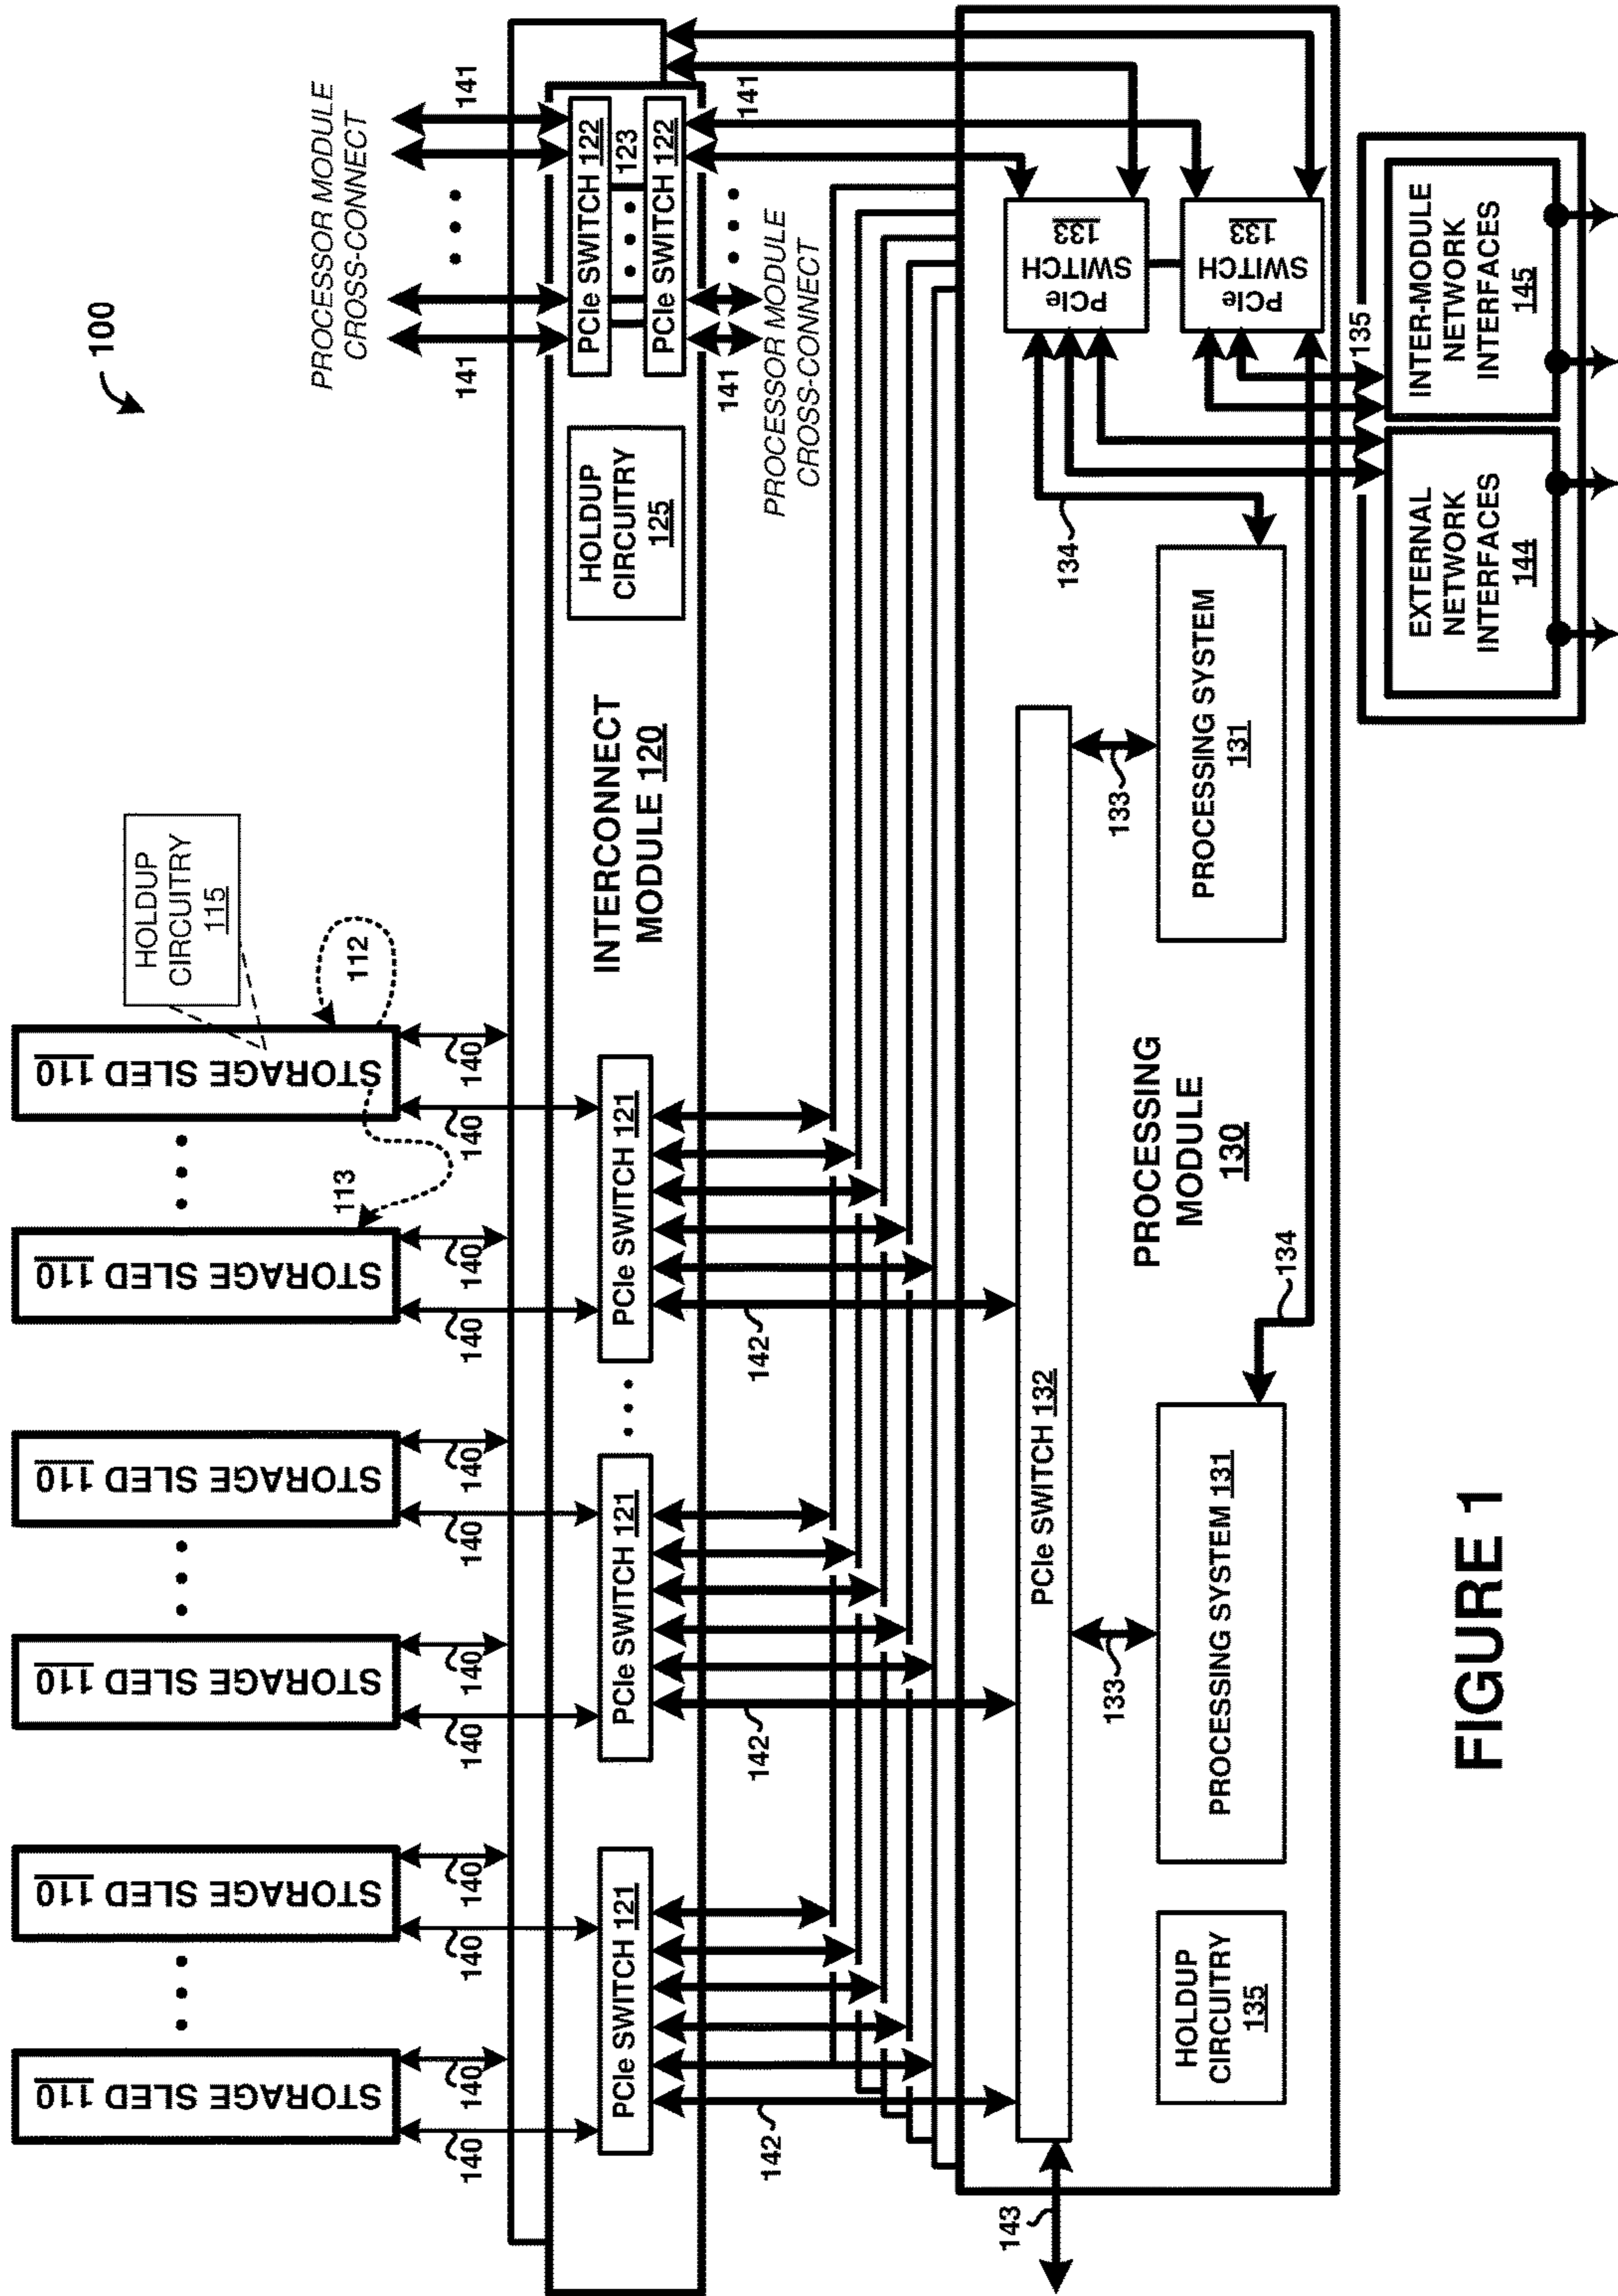 100
STORAGE SLED 110
STORAGE SLED 110
STORAGE SLED 110
STORAGE SLED 110
STORAGE SLED 110
STORAGE SLED 110
HOLDUP
CIRCUITRY
115
113
112
140
140
140
140
140
140
140
140
140
140
140
140
PROCESSOR MODULE
CROSS-CONNECT
141
141
INTERCONNECT
MODULE 120
HOLDUP
CIRCUITRY
125
PCIe SWITCH 122
123
PCIe SWITCH 122
PCIe SWITCH 121
PCIe SWITCH 121
PCIe SWITCH 121
141
141
PROCESSOR MODULE
CROSS-CONNECT
142
142
142
143
PCIe SWITCH 132
PCIe
SWITCH
133
PCIe
SWITCH
133
133
133
134
134
PROCESSING
MODULE
130
HOLDUP
CIRCUITRY
135
PROCESSING SYSTEM 131
PROCESSING SYSTEM
131
135
EXTERNAL
NETWORK
INTERFACES
144
INTER-MODULE
NETWORK
INTERFACES
145
FIGURE 1